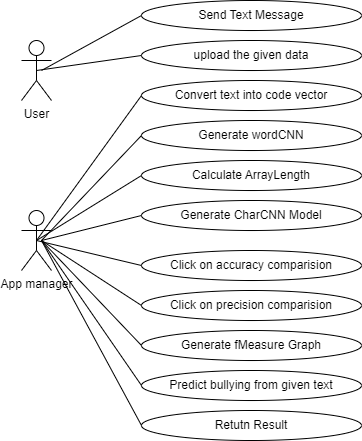 Send Text Message
upload the given data
User
Convert text into code vector
Generate wordCNN
Calculate ArrayLength
Generate CharCNN Model
App manager
Click on accuracy comparision
Click on precision comparision
Generate fMeasure Graph
Predict bullying from given text
Retutn Result